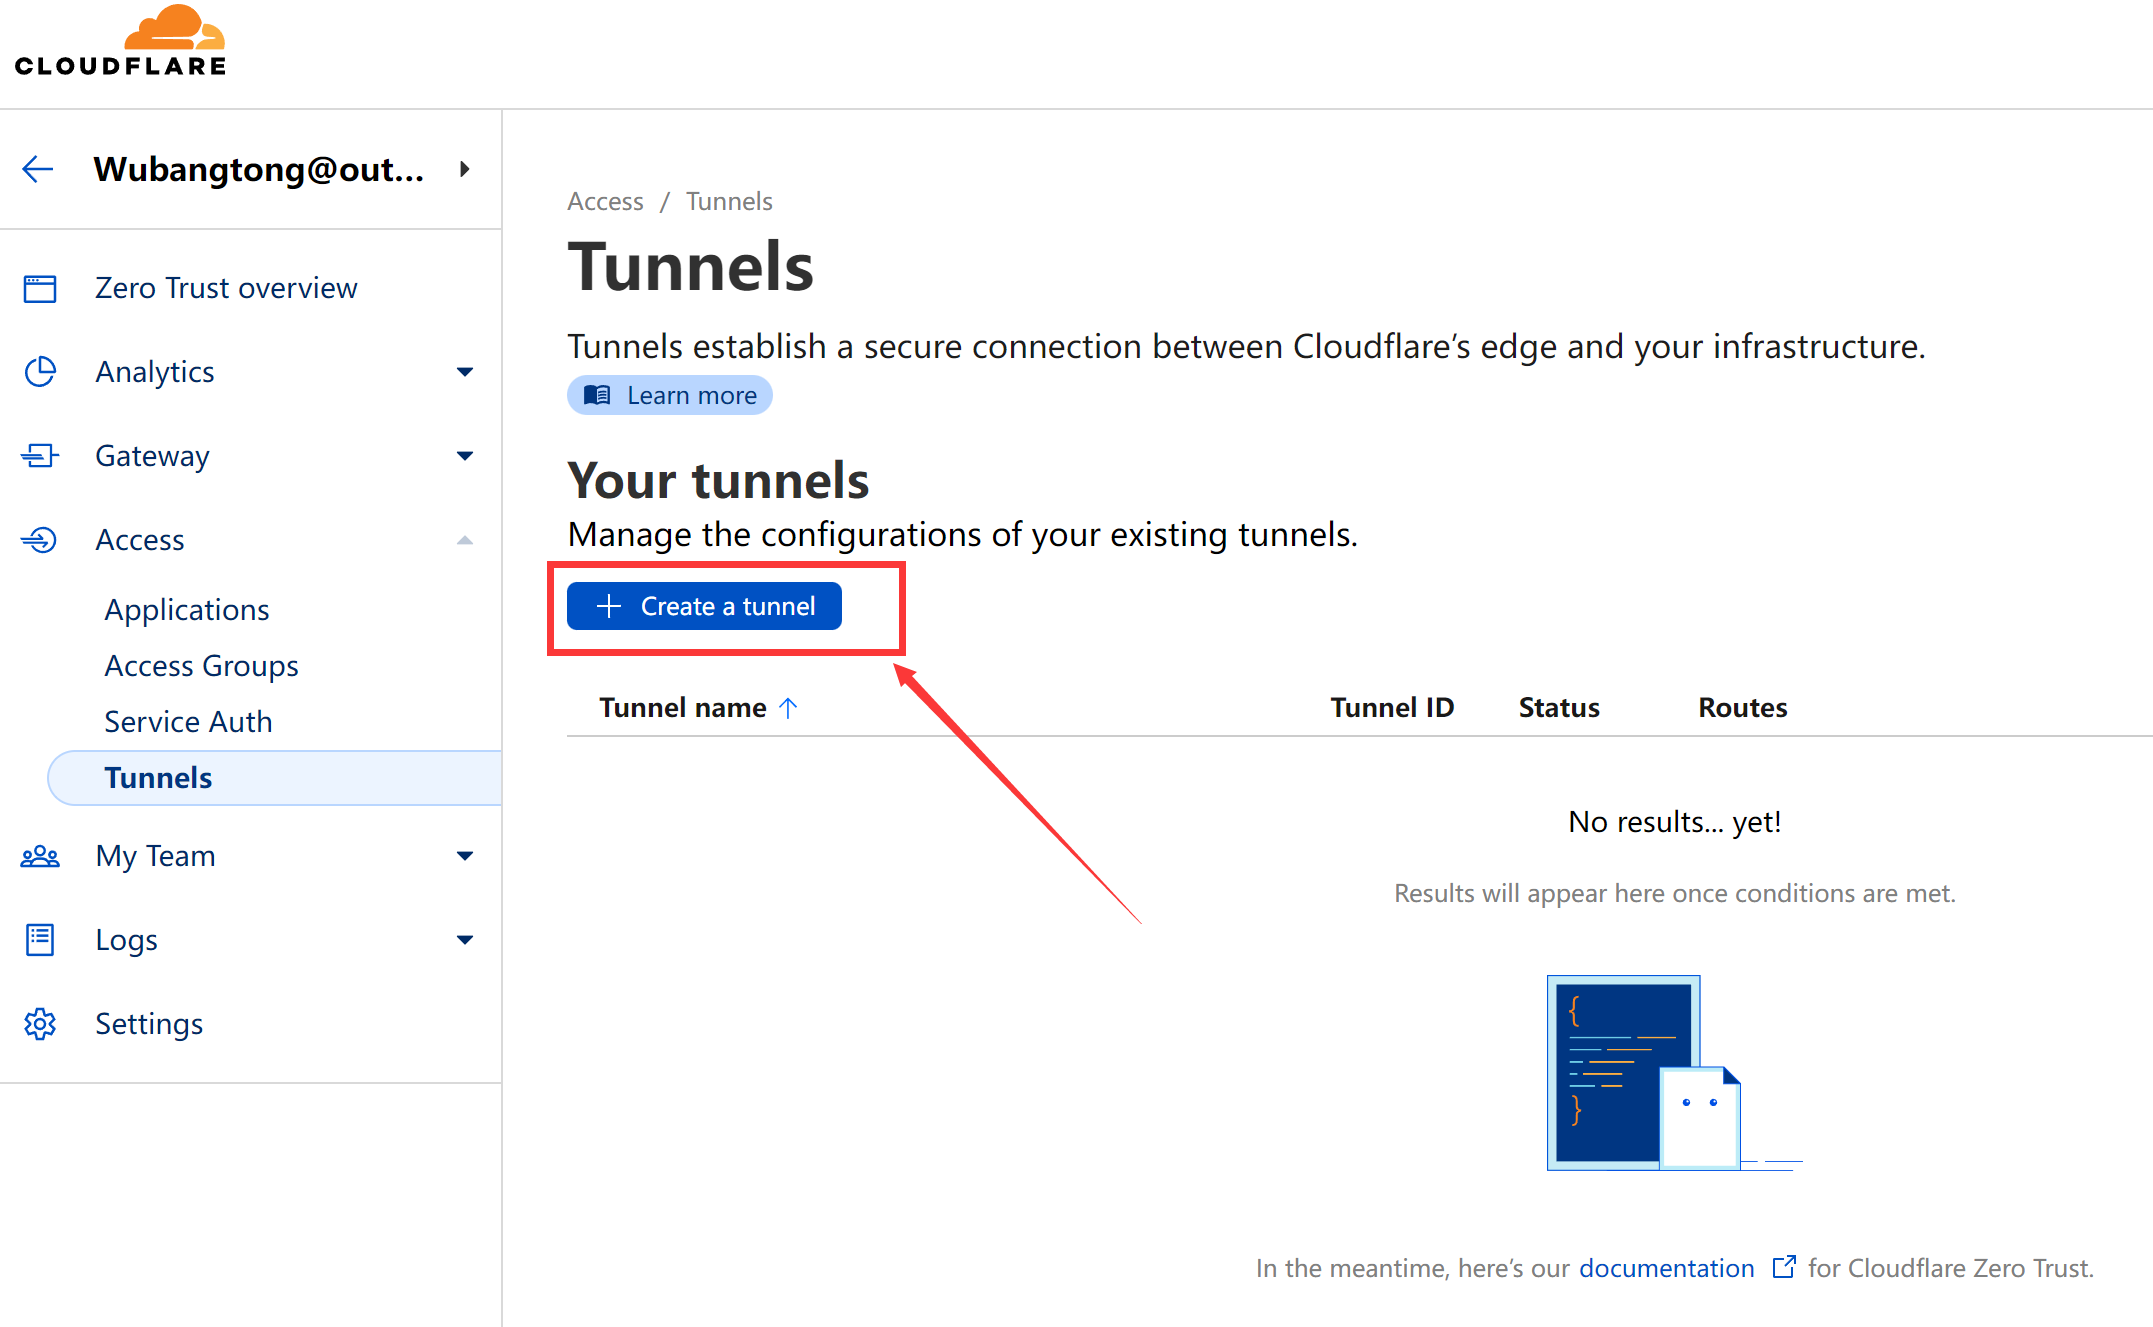 CLOUDFLARE
Wubangtong@out...
Zero Trust overview
Analytics
Gateway
Access
Applications
Access Groups
Service Auth
Tunnels
My Team
Logs
Settings
Access / Tunnels
Tunnels
Tunnels establish a secure connection between Cloudflare’s edge and your infrastructure.
Learn more
Your tunnels
Manage the configurations of your existing tunnels.
+ Create a tunnel
Tunnel name ↑ Tunnel ID Status Routes
No results... yet!
Results will appear here once conditions are met.
{
}
In the meantime, here’s our documentation for Cloudflare Zero Trust.